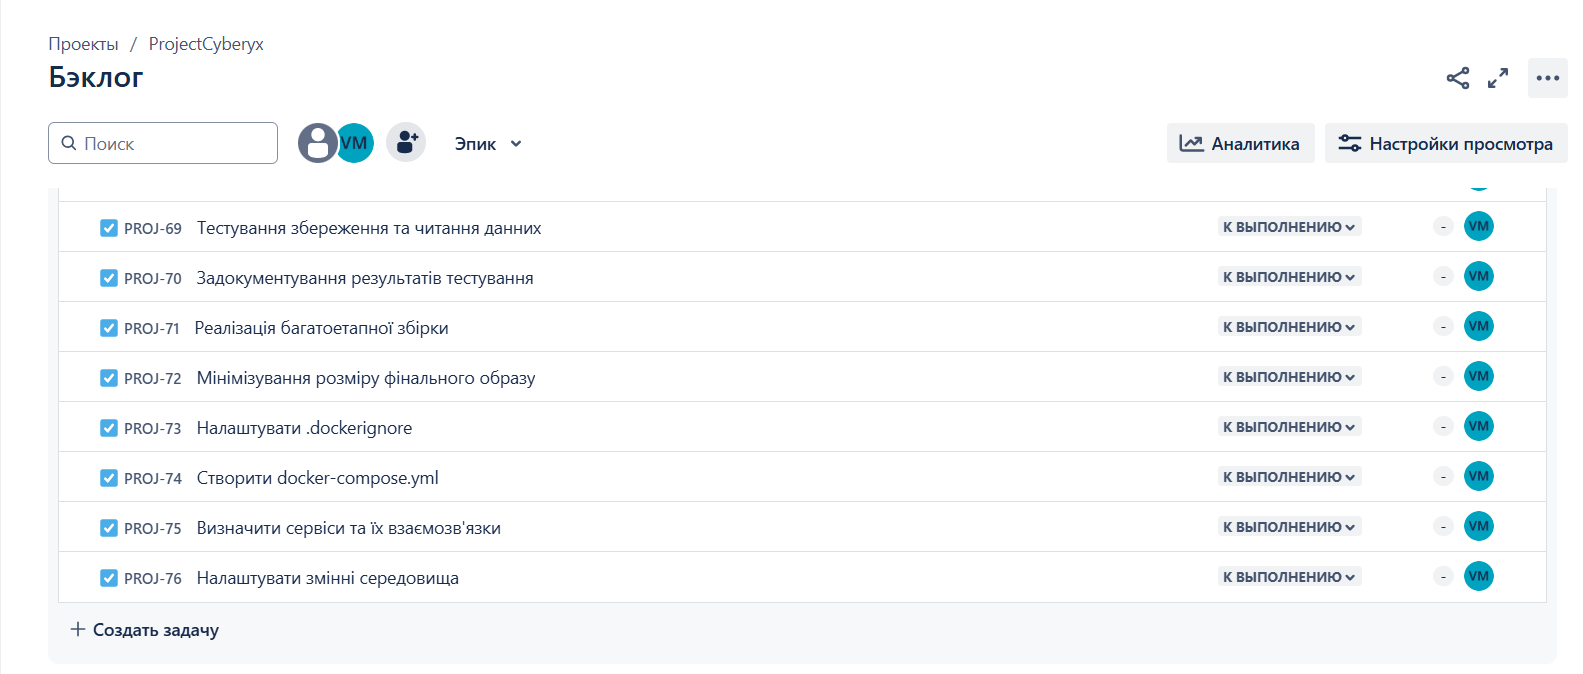 Проекты / ProjectCyberyx
Бэклог
Поиск VM Эпик Аналитика Настройки просмотра
PROJ-69 Тестування збереження та читання данних К ВЫПОЛНЕНИЮ - VM
PROJ-70 Задокументування результатів тестування К ВЫПОЛНЕНИЮ - VM
PROJ-71 Реалізація багатоетапної збірки К ВЫПОЛНЕНИЮ - VM
PROJ-72 Мінімізування розміру фінального образу К ВЫПОЛНЕНИЮ - VM
PROJ-73 Налаштувати .dockerignore К ВЫПОЛНЕНИЮ - VM
PROJ-74 Створити docker-compose.yml К ВЫПОЛНЕНИЮ - VM
PROJ-75 Визначити сервіси та їх взаємозв'язки К ВЫПОЛНЕНИЮ - VM
PROJ-76 Налаштувати змінні середовища К ВЫПОЛНЕНИЮ - VM
+ Создать задачу